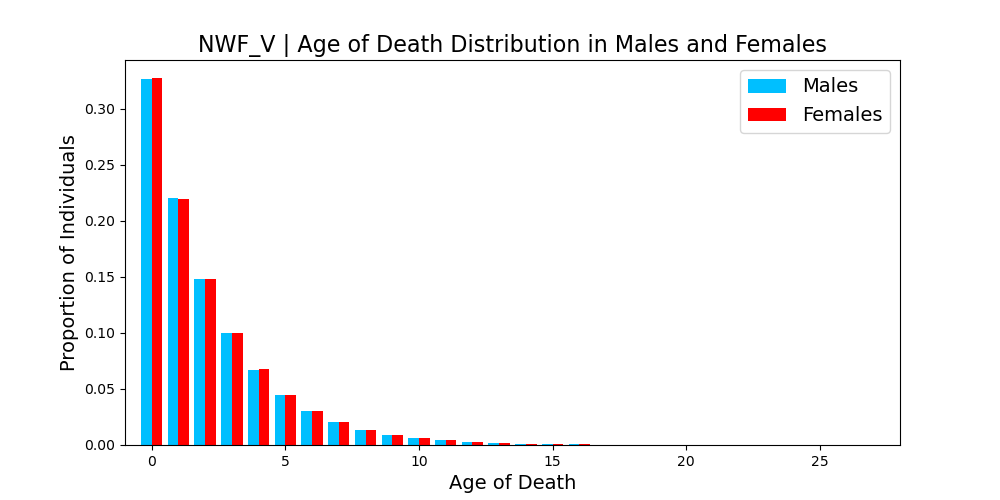 NWF_V | Age of Death Distribution in Males and Females
Males
Females
Proportion of Individuals
0.30
0.25
0.20
0.15
0.10
0.05
0.00
0 5 10 15 20 25
Age of Death